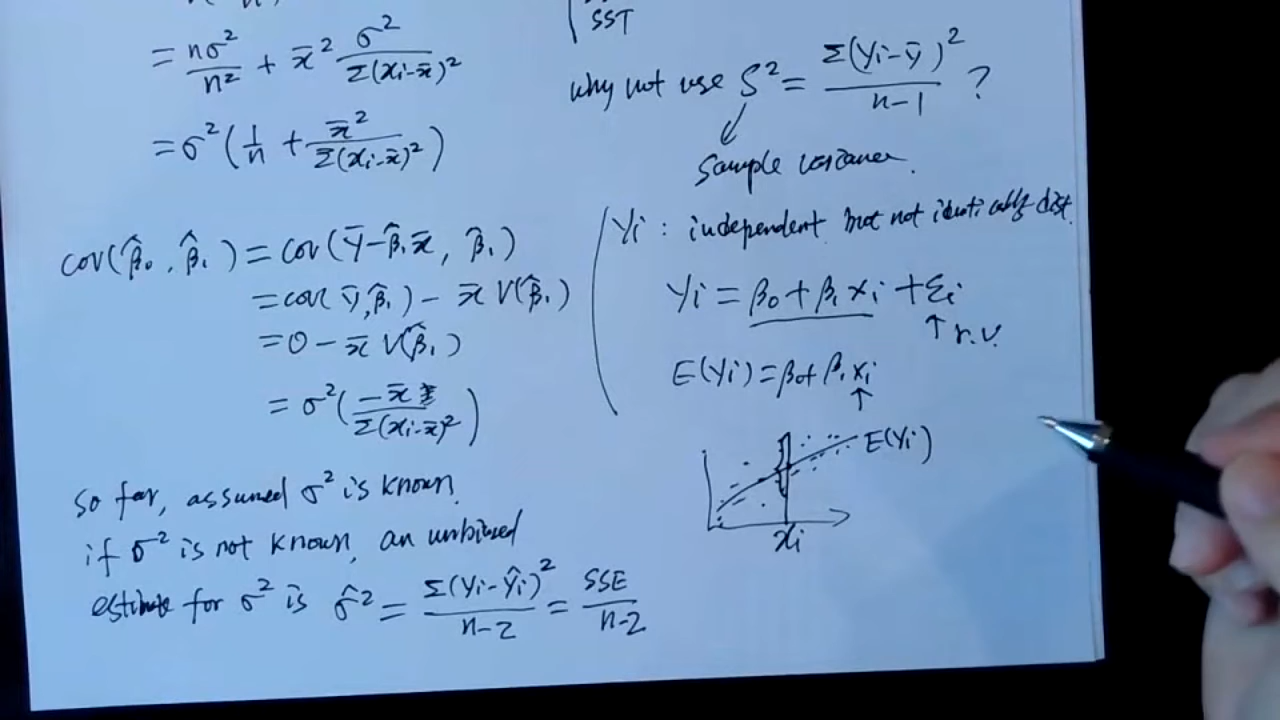 = nσ²/n² + x̄² σ²/Σ(xi-x̄)²
= σ²(1/n + x̄²/Σ(xi-x̄)²)
cov(β̂₀, β̂₁) = cov(ȳ-β̂₁x̄, β̂₁)
= cov(ȳ,β̂₁) - x̄ V(β̂₁)
= 0 - x̄ V(β̂₁)
= σ²(-x̄/Σ(xi-x̄)²)
So far, assumed σ² is known.
if σ² is not known, an unbiased
estimate for σ² is σ̂² = Σ(yi-ŷi)²/n-2 = SSE/n-2
SST
why not use S² = Σ(yi-ȳ)²/n-1 ?
Sample variance.
Yi : independent but not identically dist.
Yi = β₀ + β₁xi + εi
↑ r.v.
E(Yi) = β₀ + β₁xi
↑
E(Yi)
xi